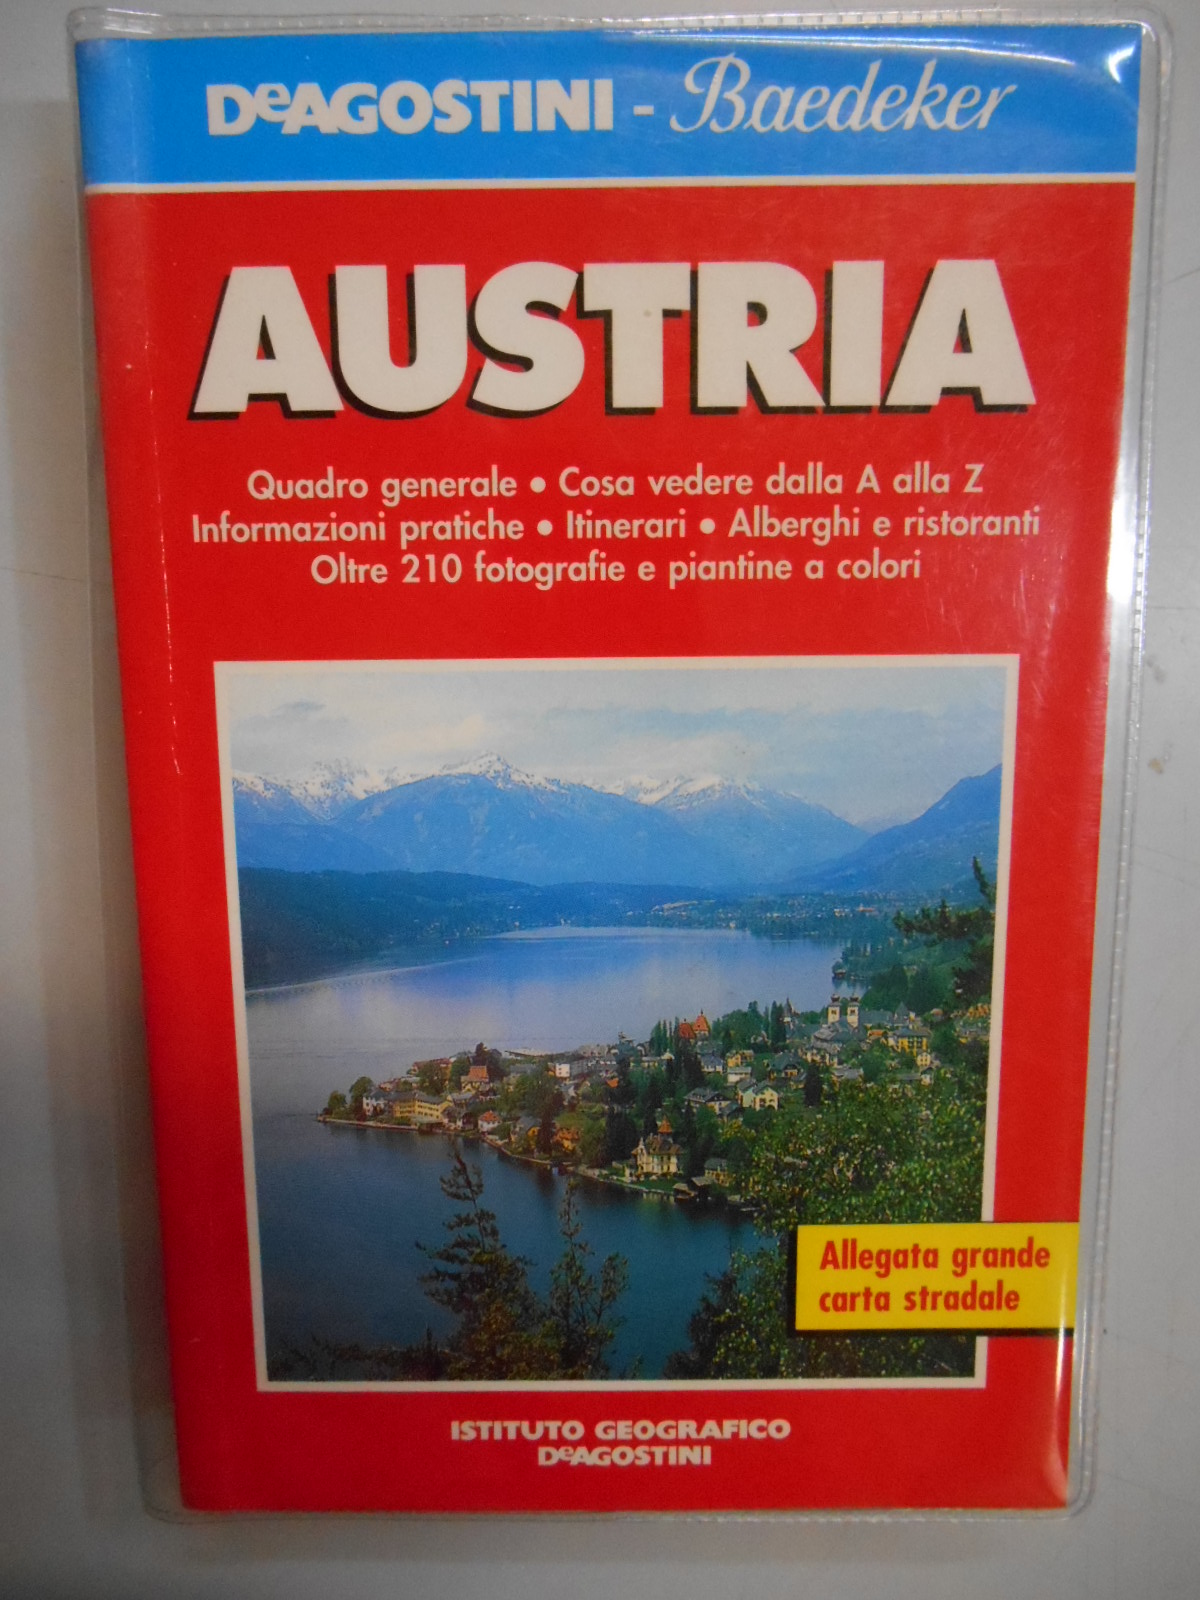 DeAGOSTINI - Baedeker
AUSTRIA
Quadro generale • Cosa vedere dalla A alla Z
Informazioni pratiche • Itinerari • Alberghi e ristoranti
Oltre 210 fotografie e piantine a colori
Allegata grande
carta stradale
ISTITUTO GEOGRAFICO
DeAGOSTINI